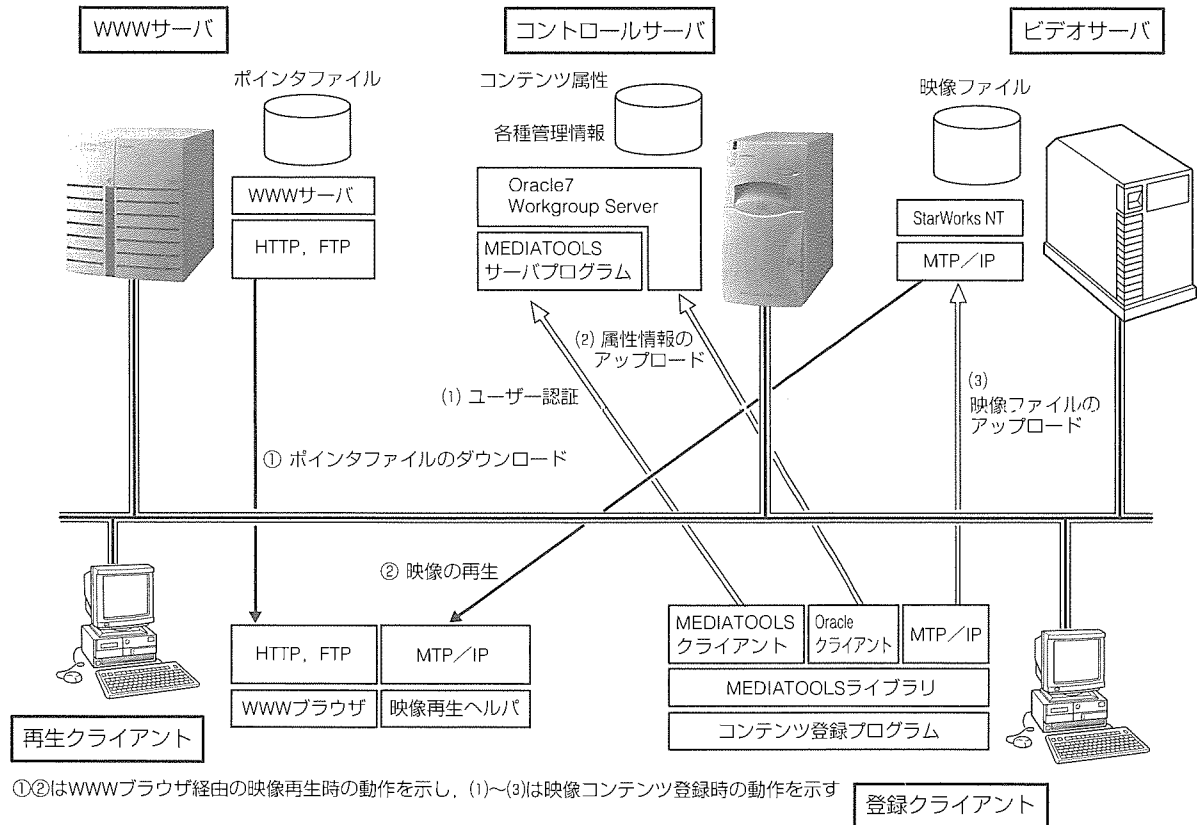 WWWサーバ
コントロールサーバ
ビデオサーバ
ポインタファイル
コンテンツ属性
各種管理情報
映像ファイル
WWWサーバ
HTTP，FTP
Oracle7
Workgroup Server
MEDIATOOLS
サーバプログラム
StarWorks NT
MTP／IP
(2) 属性情報の
アップロード
(1) ユーザー認証
(3)
映像ファイルの
アップロード
① ポインタファイルのダウンロード
② 映像の再生
HTTP，FTP
MTP／IP
WWWブラウザ
映像再生ヘルパ
MEDIATOOLS
クライアント
Oracle
クライアント
MTP／IP
MEDIATOOLSライブラリ
コンテンツ登録プログラム
再生クライアント
①②はWWWブラウザ経由の映像再生時の動作を示し，(1)～(3)は映像コンテンツ登録時の動作を示す
登録クライアント